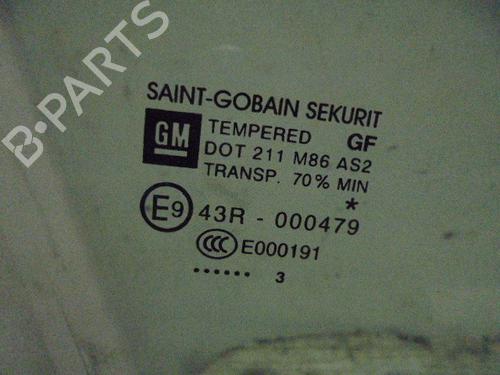 B·PARTS
SAINT-GOBAIN SEKURIT
GM
TEMPERED GF
DOT 211 M86 AS2
TRANSP. 70% MIN
*
E9 43R - 000479
CCC E000191
...... 3